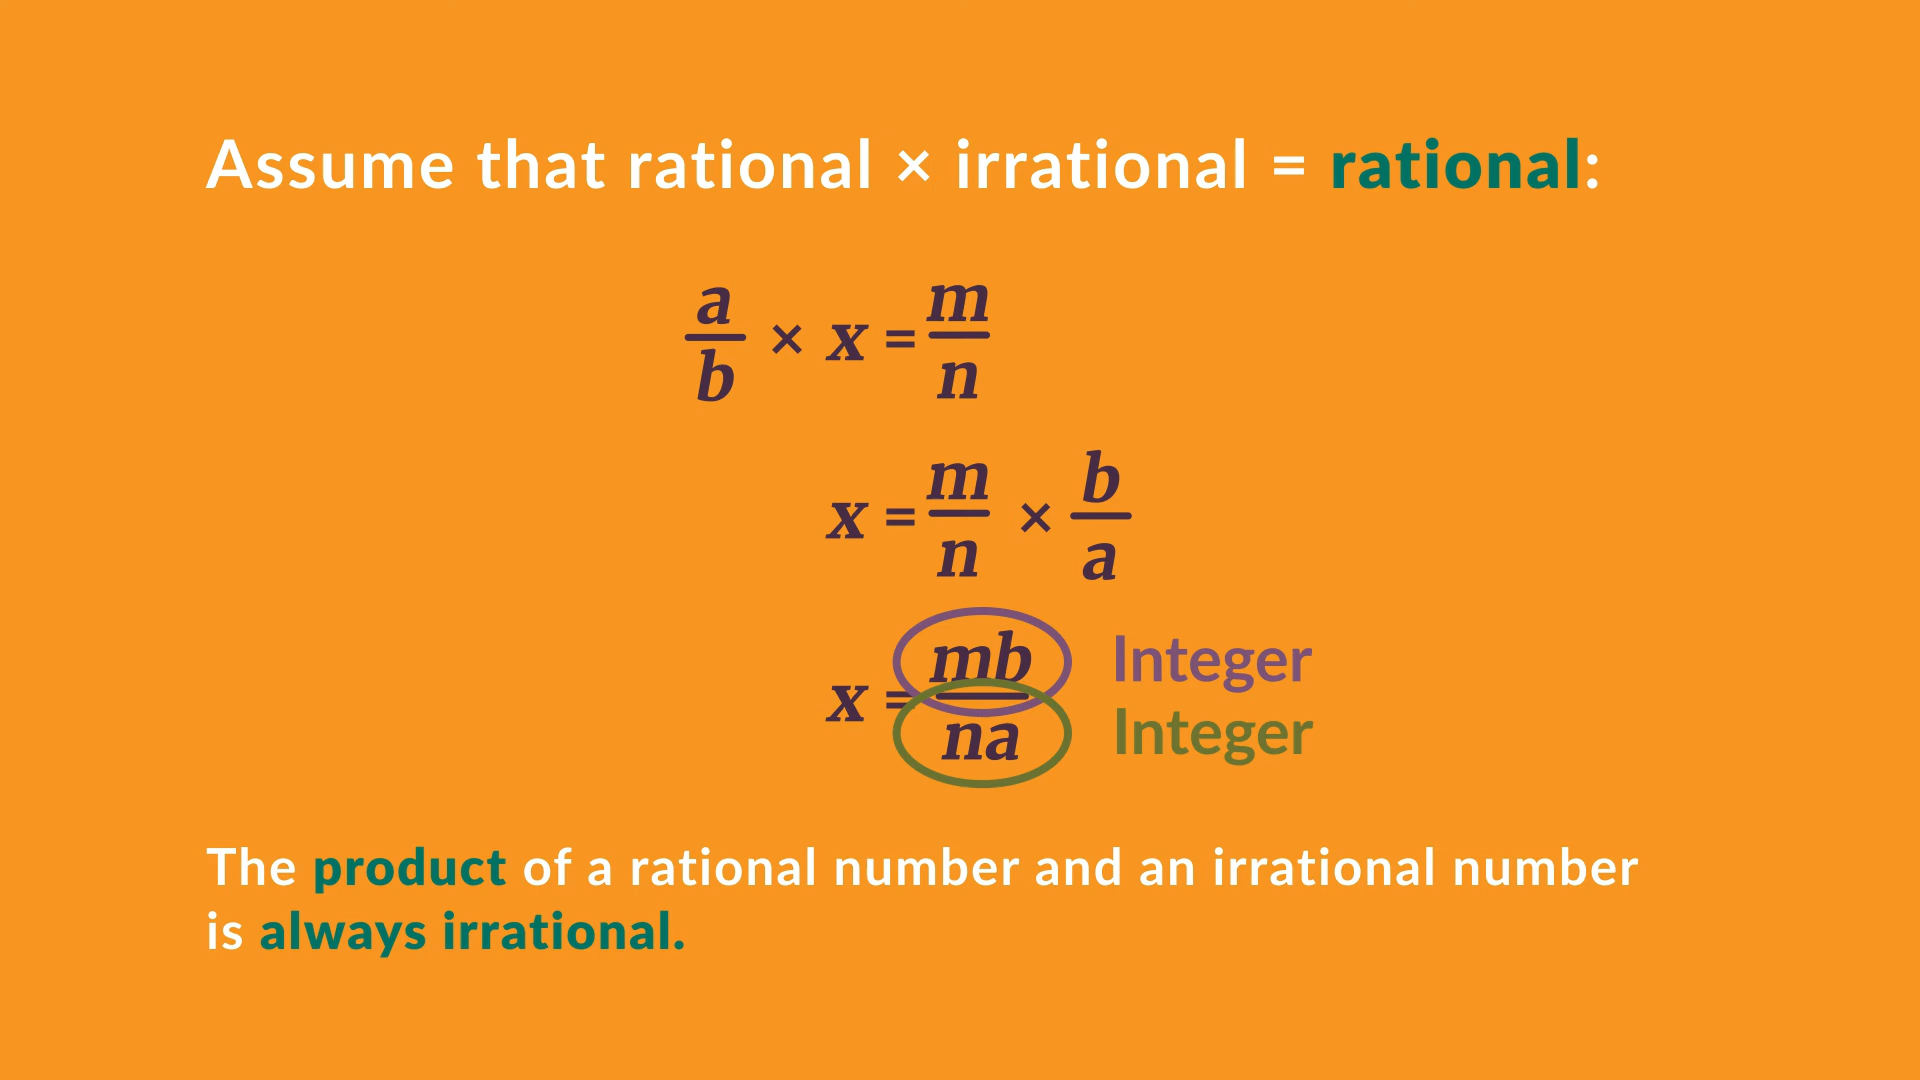 Assume that rational × irrational = rational:
a/b × x = m/n
x = m/n × b/a
x = mb/na Integer Integer
The product of a rational number and an irrational number
is always irrational.